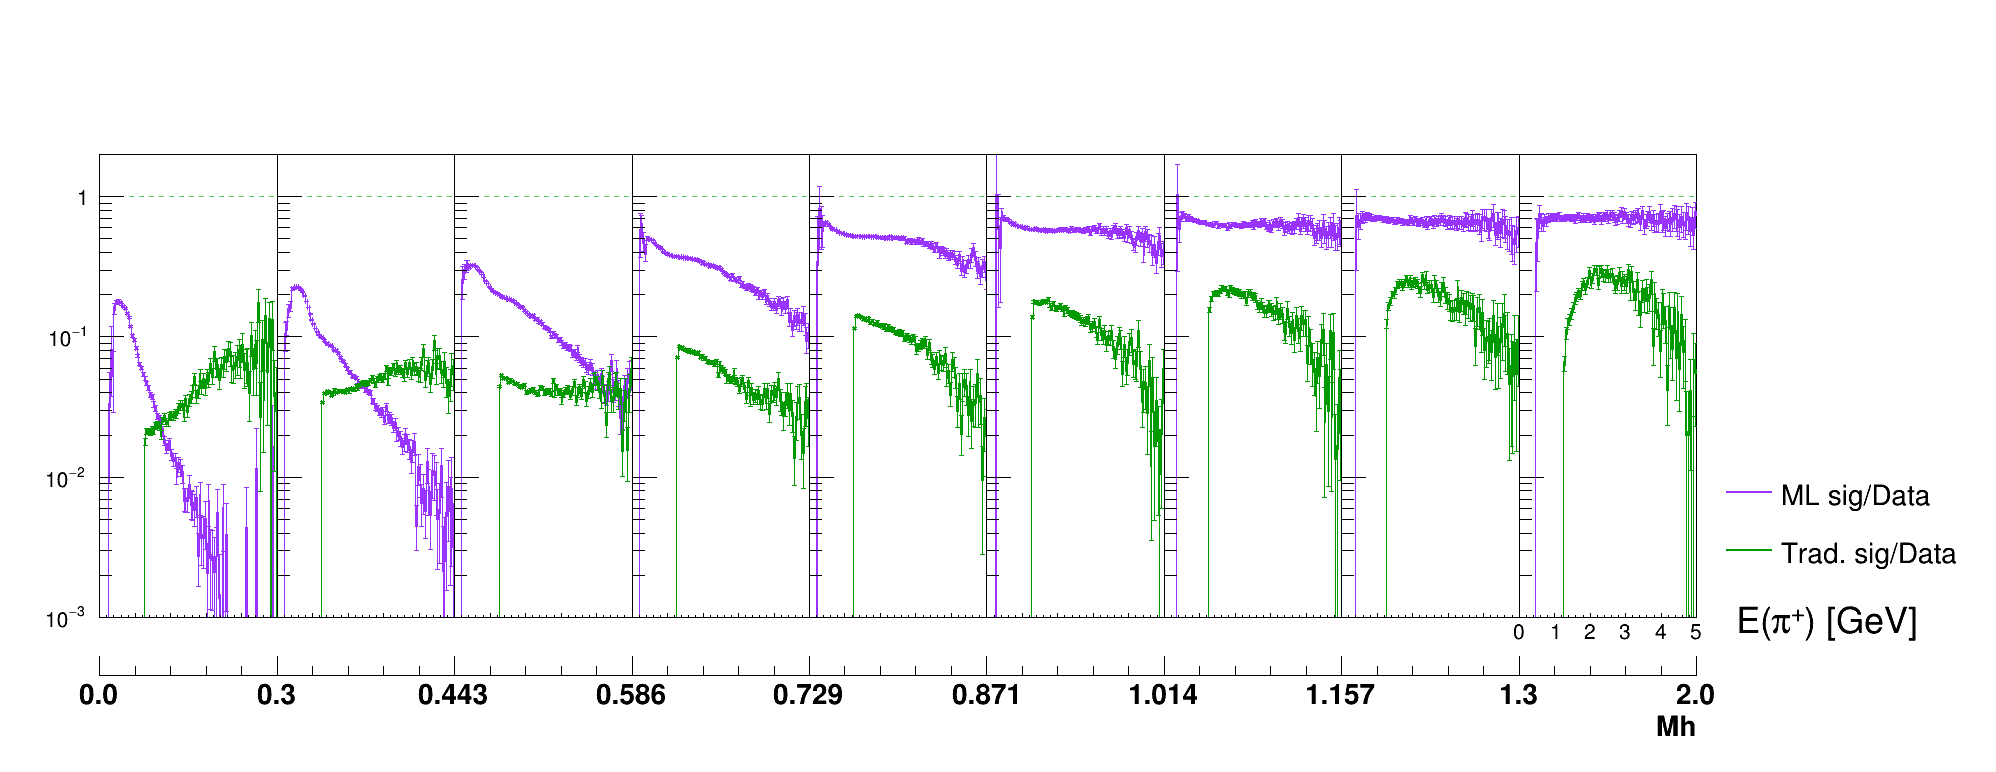 1
10⁻¹
10⁻²
10⁻³
ML sig/Data
Trad. sig/Data
E(π⁺) [GeV]
0 1 2 3 4 5
0.0 0.3 0.443 0.586 0.729 0.871 1.014 1.157 1.3 2.0
Mh